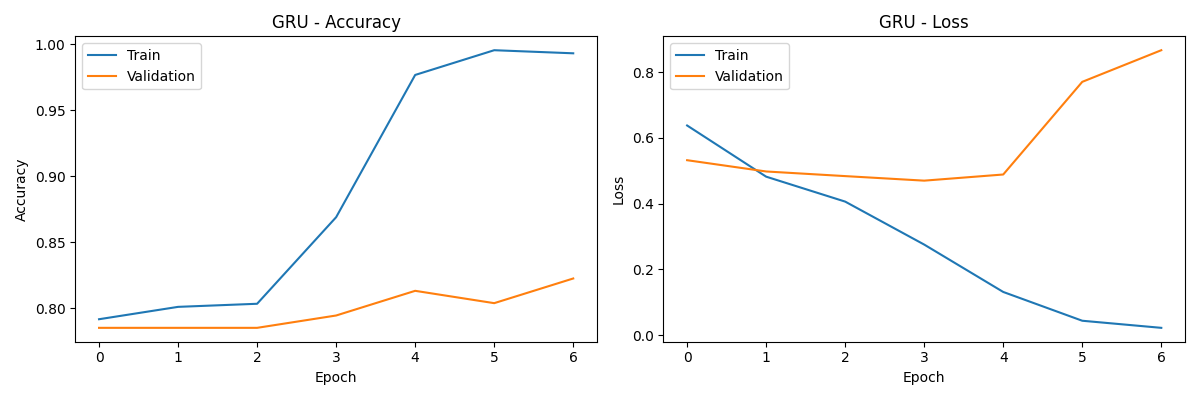 GRU - Accuracy
Train
Validation
1.00
0.95
0.90
0.85
0.80
Accuracy
0 1 2 3 4 5 6
Epoch
GRU - Loss
Train
Validation
0.8
0.6
0.4
0.2
0.0
Loss
0 1 2 3 4 5 6
Epoch